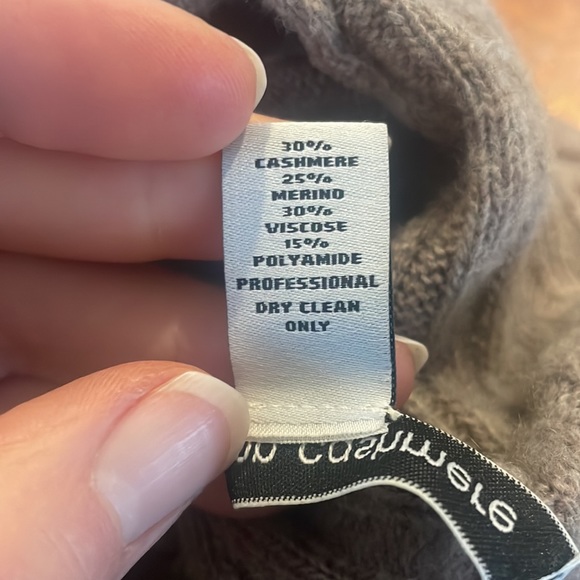 30%
CASHMERE
25%
MERINO
30%
VISCOSE
15%
POLYAMIDE
PROFESSIONAL
DRY CLEAN
ONLY
cashmere